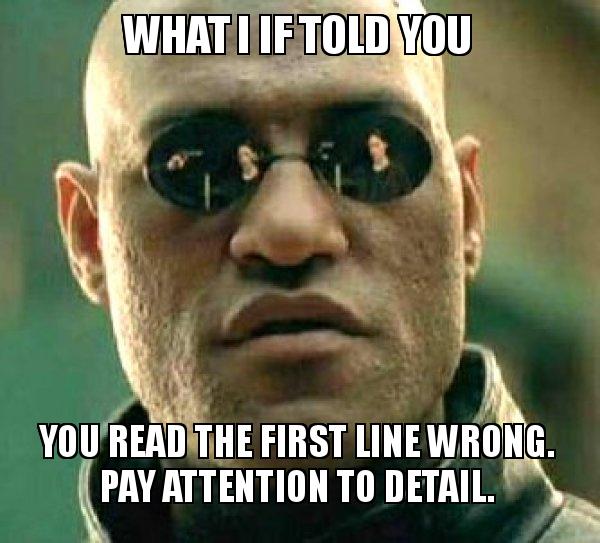 WHAT I IF TOLD YOU
YOU READ THE FIRST LINE WRONG.
PAY ATTENTION TO DETAIL.